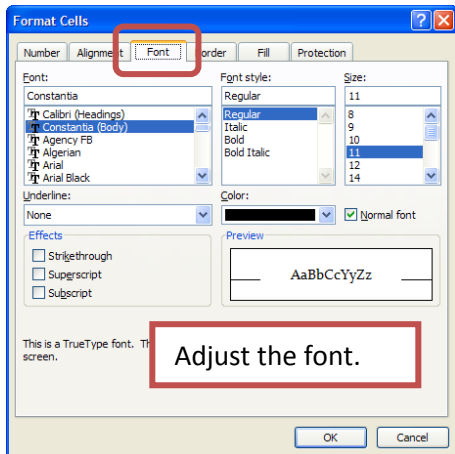 Format Cells
Number Alignment Font order Fill Protection
Font: Font style: Size:
Constantia Regular 11
Calibri (Headings) Regular 8
Constantia (Body) Italic 9
Agency FB Bold 10
Algerian Bold Italic 11
Arial 12
Arial Black 14
Underline: Color:
None Normal font
Effects Preview
Strikethrough
Superscript AaBbCcYyZz
Subscript
This is a TrueType font. Th
screen.
Adjust the font.
OK Cancel